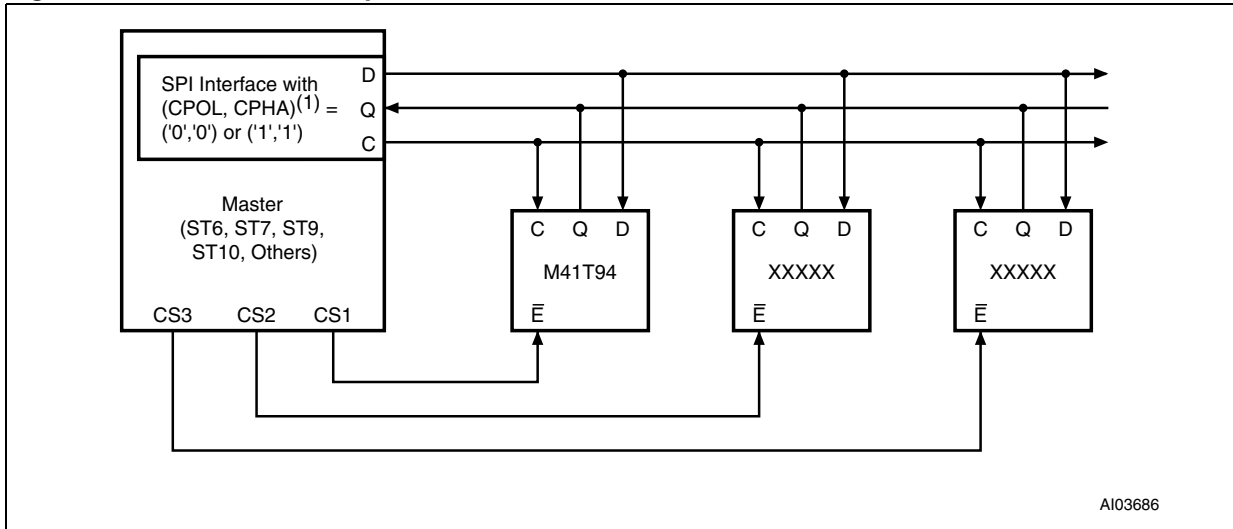 SPI Interface with
(CPOL, CPHA)(1) =
('0','0') or ('1','1')
D
Q
C
Master
(ST6, ST7, ST9,
ST10, Others)
CS3 CS2 CS1
C Q D
M41T94
E̅
C Q D
XXXXX
E̅
C Q D
XXXXX
E̅
AI03686